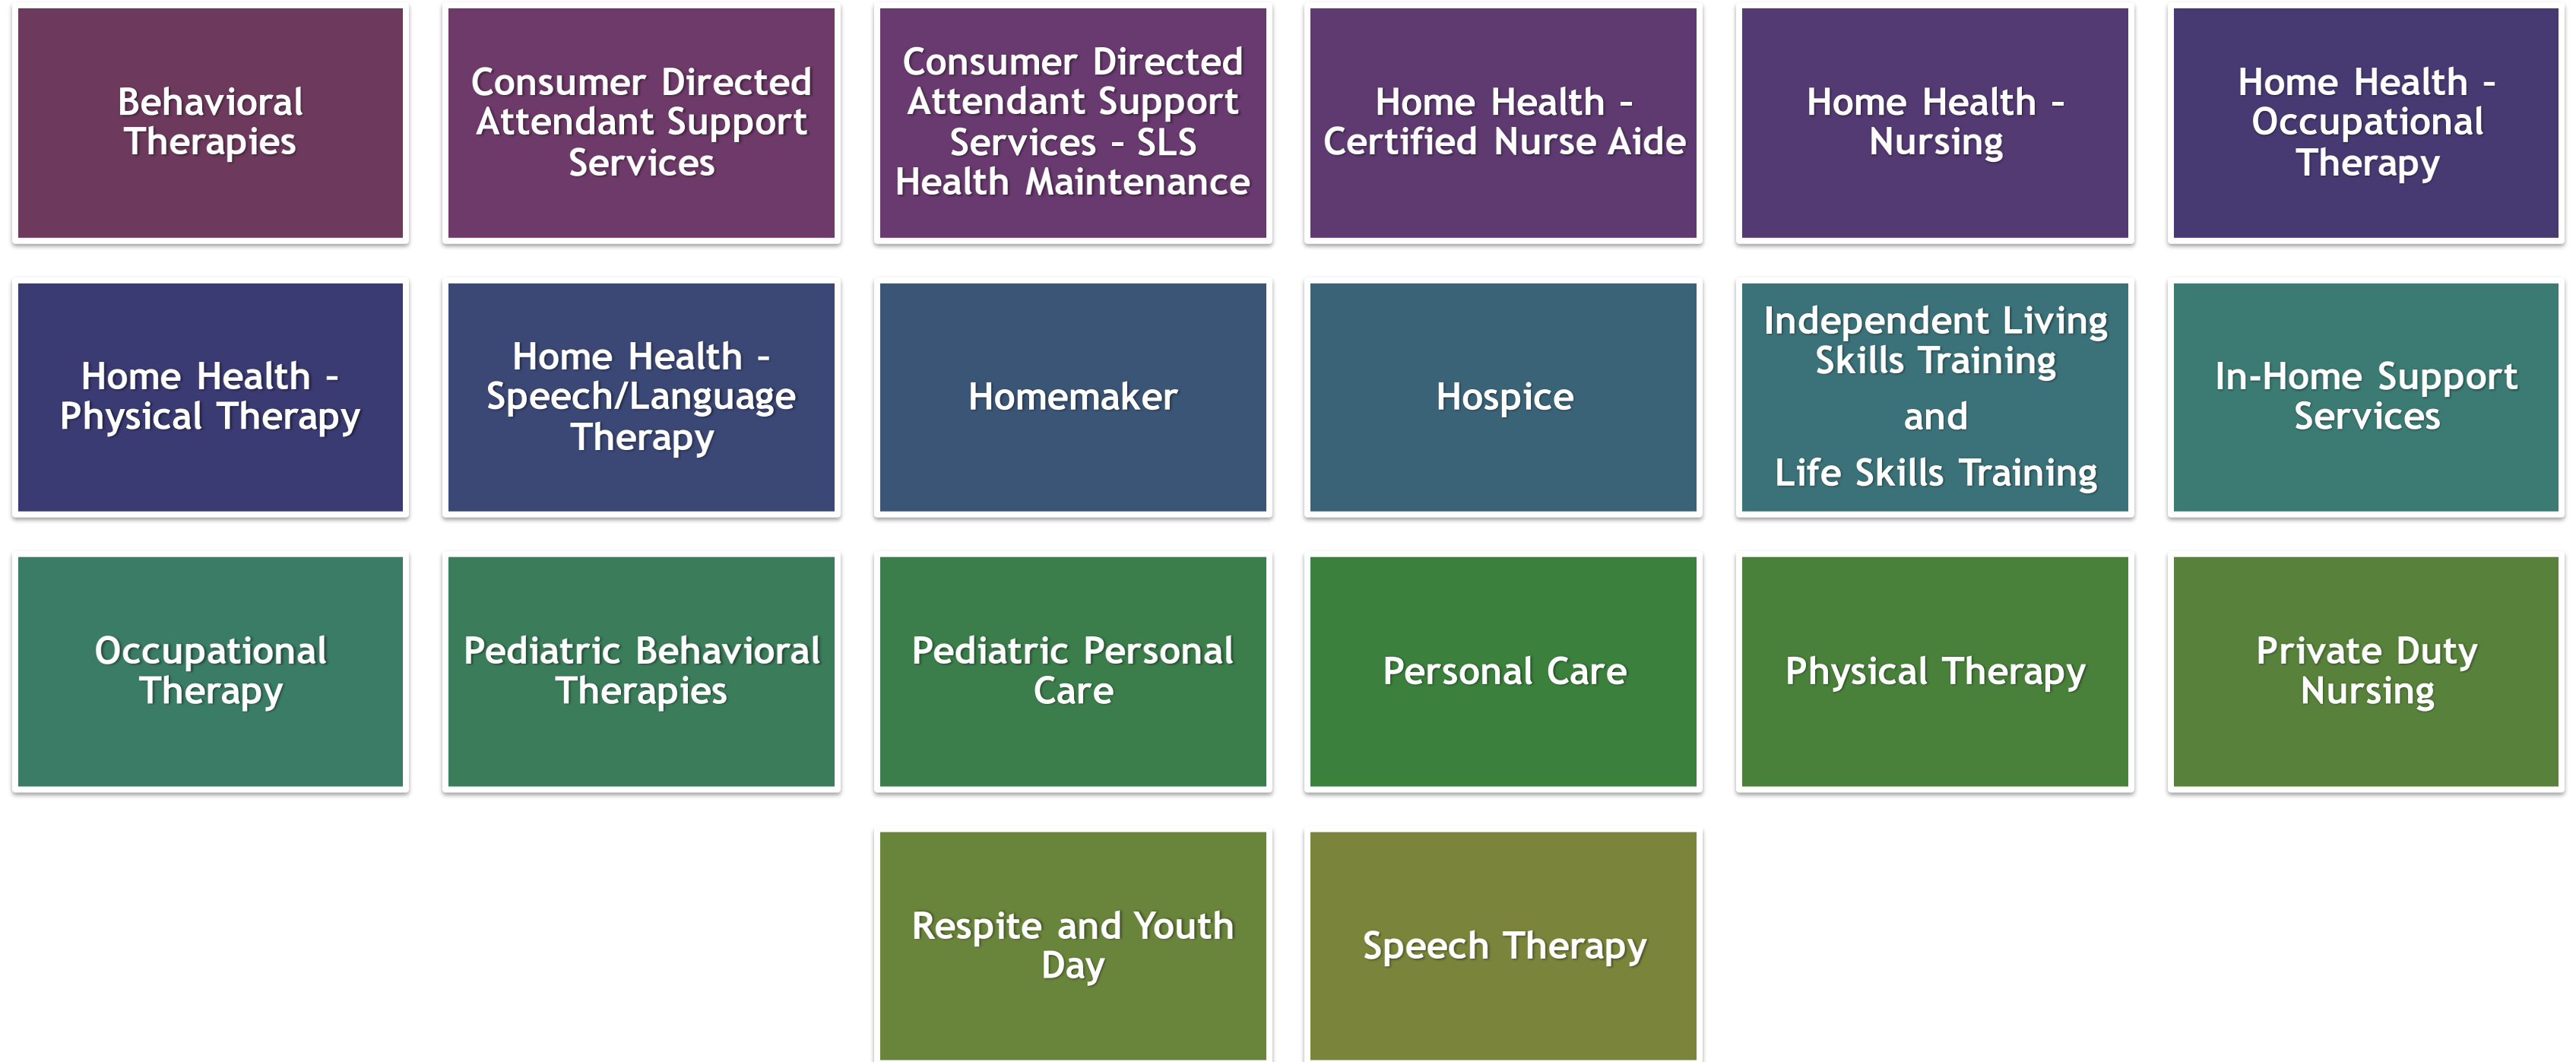 Behavioral
Therapies
Consumer Directed
Attendant Support
Services
Consumer Directed
Attendant Support
Services – SLS
Health Maintenance
Home Health –
Certified Nurse Aide
Home Health –
Nursing
Home Health –
Occupational
Therapy
Home Health –
Physical Therapy
Home Health –
Speech/Language
Therapy
Homemaker
Hospice
Independent Living
Skills Training
and
Life Skills Training
In-Home Support
Services
Occupational
Therapy
Pediatric Behavioral
Therapies
Pediatric Personal
Care
Personal Care
Physical Therapy
Private Duty
Nursing
Respite and Youth
Day
Speech Therapy